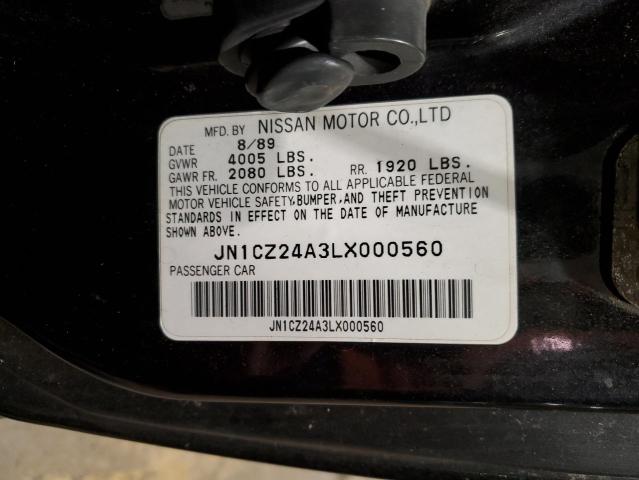 MFD. BY NISSAN MOTOR CO.,LTD
DATE 8/89
GVWR 4005 LBS.
GAWR FR. 2080 LBS. RR. 1920 LBS.
THIS VEHICLE CONFORMS TO ALL APPLICABLE FEDERAL
MOTOR VEHICLE SAFETY,BUMPER,AND THEFT PREVENTION
STANDARDS IN EFFECT ON THE DATE OF MANUFACTURE
SHOWN ABOVE.
JN1CZ24A3LX000560
PASSENGER CAR
JN1CZ24A3LX000560